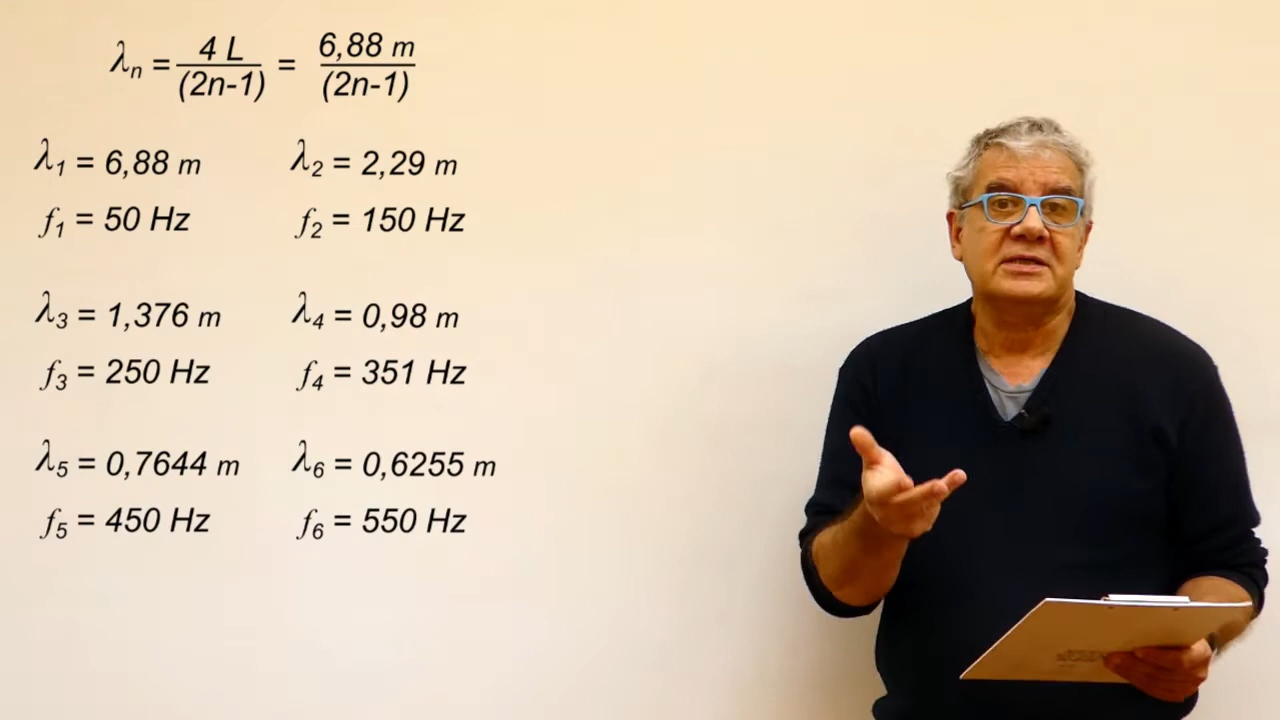 λn = 4 L / (2n-1) = 6,88 m / (2n-1)
λ1 = 6,88 m λ2 = 2,29 m
f1 = 50 Hz f2 = 150 Hz
λ3 = 1,376 m λ4 = 0,98 m
f3 = 250 Hz f4 = 351 Hz
λ5 = 0,7644 m λ6 = 0,6255 m
f5 = 450 Hz f6 = 550 Hz